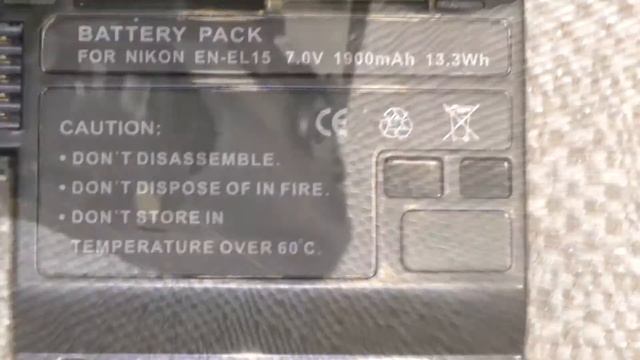 BATTERY PACK
FOR NIKON EN-EL15 7.0V 1900mAh 13.3Wh
CE
CAUTION:
• DON'T DISASSEMBLE.
• DON'T DISPOSE OF IN FIRE.
• DON'T STORE IN
TEMPERATURE OVER 60°C.